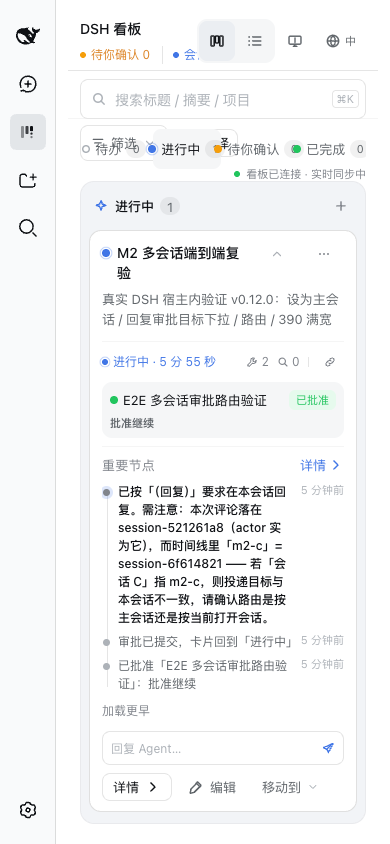 DSH 看板
待你确认 0
会
中
搜索标题 / 摘要 / 项目
⌘K
筛选
待办 0
进行中
待你确认 0
已完成 0
看板已连接 · 实时同步中
进行中 1
M2 多会话端到端复
验
真实 DSH 宿主内验证 v0.12.0：设为主会
话 / 回复审批目标下拉 / 路由 / 390 满宽
进行中 · 5 分 55 秒
2
0
E2E 多会话审批路由验证
已批准
批准继续
重要节点
详情
已按「(回复)」要求在本会话回
复。需注意：本次评论落在
session-521261a8（actor 实
为它），而时间线里「m2-c」=
session-6f614821 —— 若「会
话 C」指 m2-c，则投递目标与
本会话不一致，请确认路由是按
主会话还是按当前打开会话。
5 分钟前
审批已提交，卡片回到「进行中」
5 分钟前
已批准「E2E 多会话审批路由验
证」：批准继续
5 分钟前
加载更早
回复 Agent...
详情
编辑
移动到